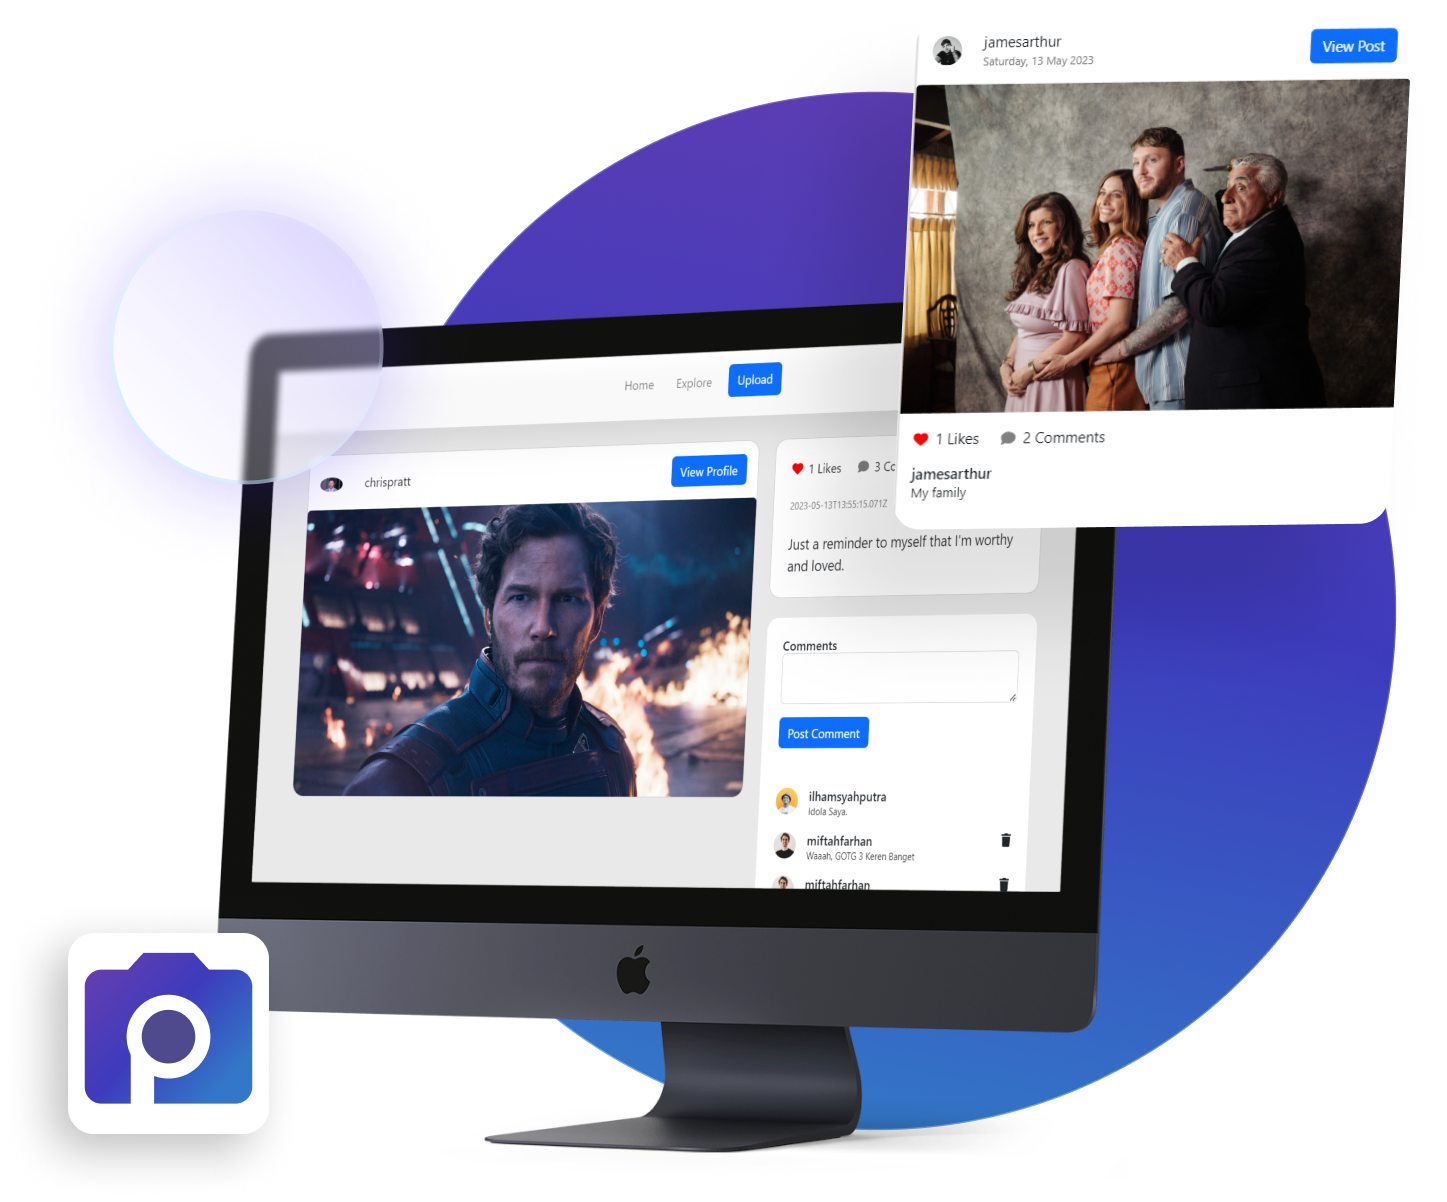 jamesarthur
Saturday, 13 May 2023
View Post
1 Likes
2 Comments
jamesarthur
My family
Home
Explore
Upload
chrispratt
View Profile
1 Likes
3 Co
2023-05-13T13:55:15.071Z
Just a reminder to myself that I'm worthy
and loved.
Comments
Post Comment
ilhamsyahputra
Idola Saya.
miftahfarhan
Waaah, GOTG 3 Keren Banget
miftahfarhan